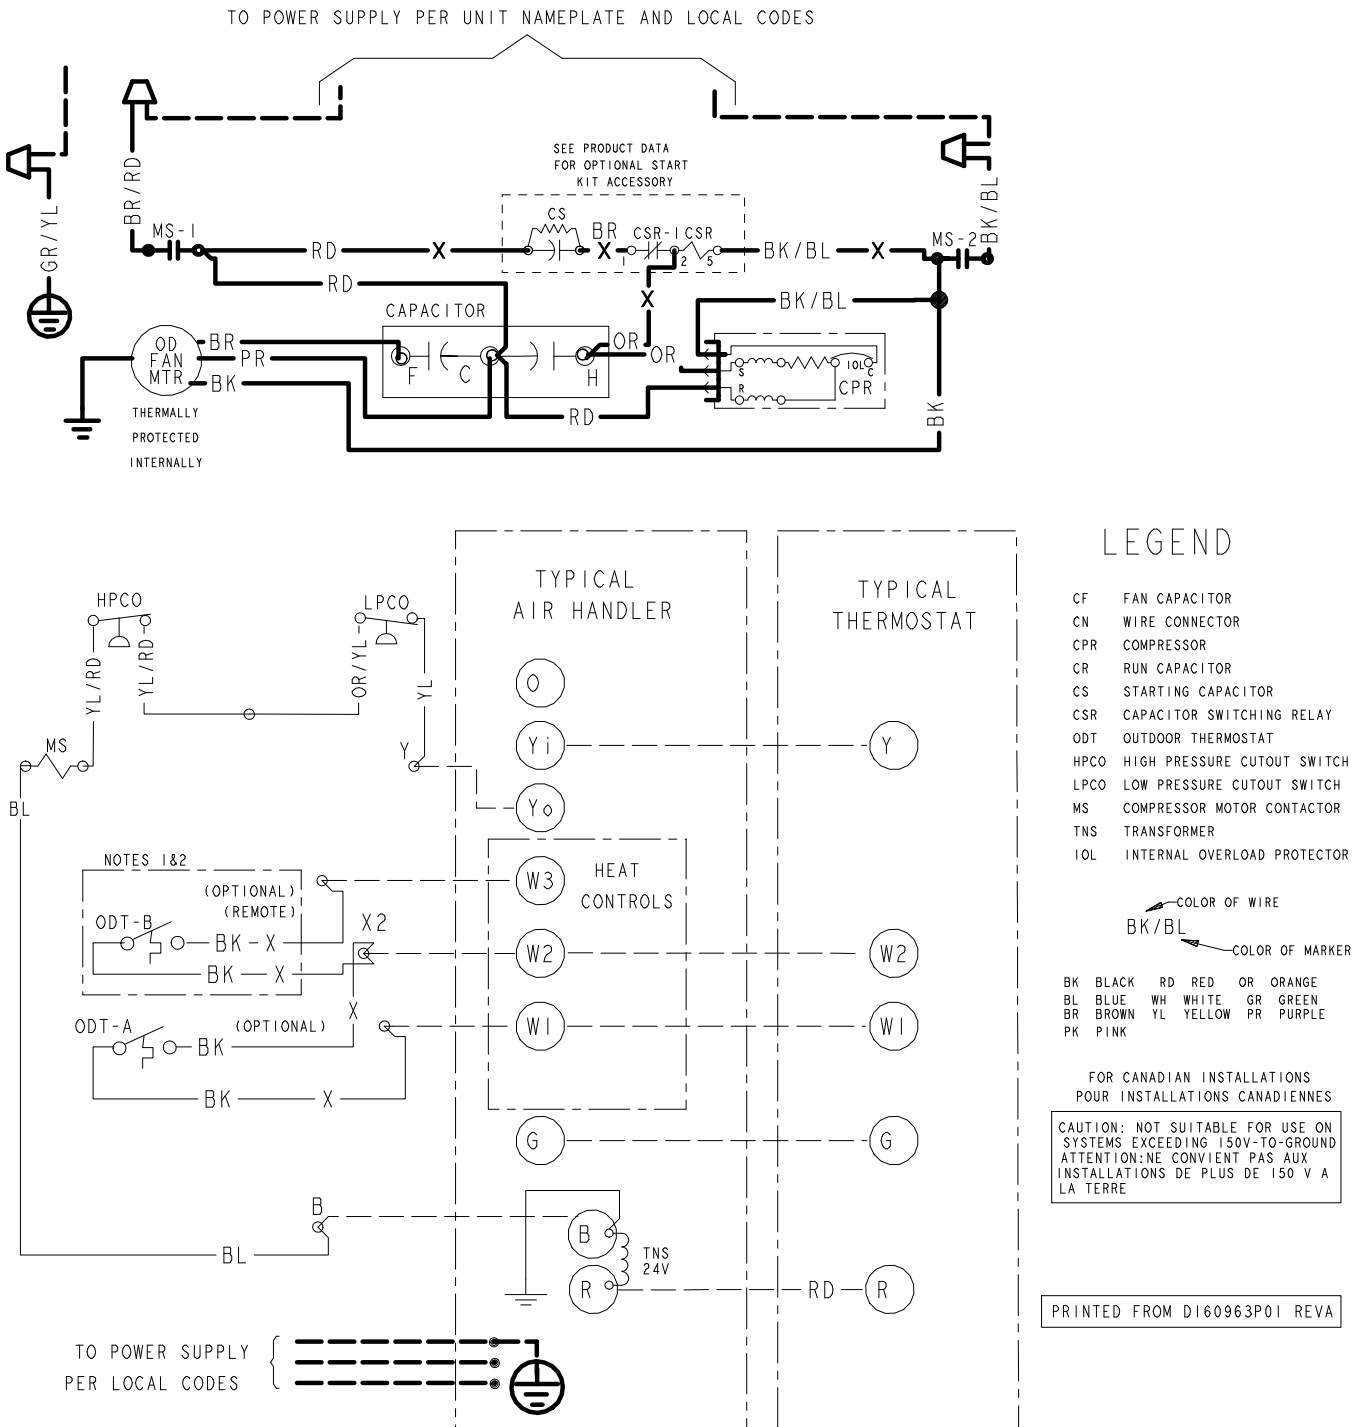 TO POWER SUPPLY PER UNIT NAMEPLATE AND LOCAL CODES
SEE PRODUCT DATA
FOR OPTIONAL START
KIT ACCESSORY
BR/RD
GR/YL
BK/BL
MS-1
RD
X
CS
BR
X
CSR-1 CSR
1
2
5
BK/BL
X
MS-2
RD
X
BK/BL
CAPACITOR
OD
FAN
MTR
BR
PR
BK
F
C
H
OR
OR
S
R
IOL
C
CPR
RD
BK
THERMALLY
PROTECTED
INTERNALLY
LEGEND
CF FAN CAPACITOR
CN WIRE CONNECTOR
CPR COMPRESSOR
CR RUN CAPACITOR
CS STARTING CAPACITOR
CSR CAPACITOR SWITCHING RELAY
ODT OUTDOOR THERMOSTAT
HPCO HIGH PRESSURE CUTOUT SWITCH
LPCO LOW PRESSURE CUTOUT SWITCH
MS COMPRESSOR MOTOR CONTACTOR
TNS TRANSFORMER
IOL INTERNAL OVERLOAD PROTECTOR
COLOR OF WIRE
BK/BL
COLOR OF MARKER
BK BLACK RD RED OR ORANGE
BL BLUE WH WHITE GR GREEN
BR BROWN YL YELLOW PR PURPLE
PK PINK
FOR CANADIAN INSTALLATIONS
POUR INSTALLATIONS CANADIENNES
CAUTION: NOT SUITABLE FOR USE ON
SYSTEMS EXCEEDING 150V-TO-GROUND
ATTENTION:NE CONVIENT PAS AUX
INSTALLATIONS DE PLUS DE 150 V A
LA TERRE
PRINTED FROM D160963P01 REVA
TYPICAL
AIR HANDLER
TYPICAL
THERMOSTAT
HPCO
LPCO
YL/RD
YL/RD
OR/YL
YL
MS
Y
BL
O
Yi
Y
Yo
NOTES 1&2
(OPTIONAL)
(REMOTE)
ODT-B
BK-X
BK X
X2
X
W3
HEAT
CONTROLS
W2
W2
ODT-A
(OPTIONAL)
BK
BK X
W1
W1
G
G
B
BL
B
TNS
24V
R
RD
R
TO POWER SUPPLY
PER LOCAL CODES